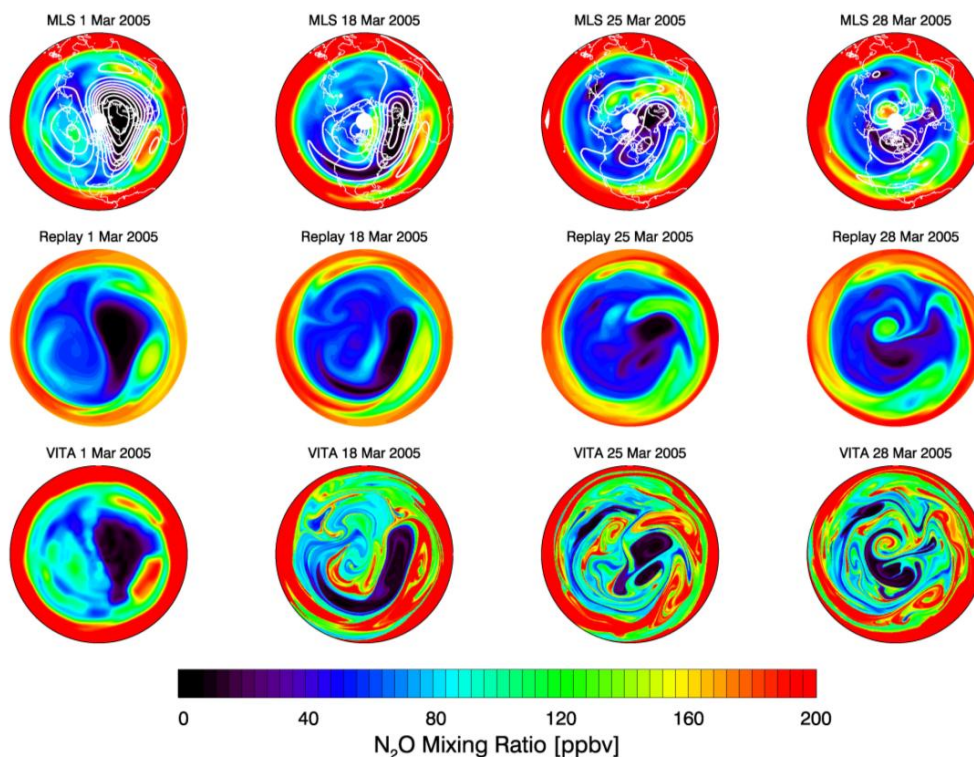 MLS 1 Mar 2005 MLS 18 Mar 2005 MLS 25 Mar 2005 MLS 28 Mar 2005
Replay 1 Mar 2005 Replay 18 Mar 2005 Replay 25 Mar 2005 Replay 28 Mar 2005
VITA 1 Mar 2005 VITA 18 Mar 2005 VITA 25 Mar 2005 VITA 28 Mar 2005
0 40 80 120 160 200
N₂O Mixing Ratio [ppbv]